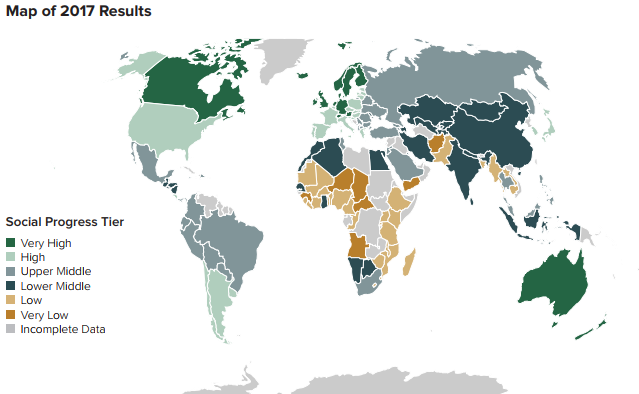 Map of 2017 Results
Social Progress Tier
Very High
High
Upper Middle
Lower Middle
Low
Very Low
Incomplete Data